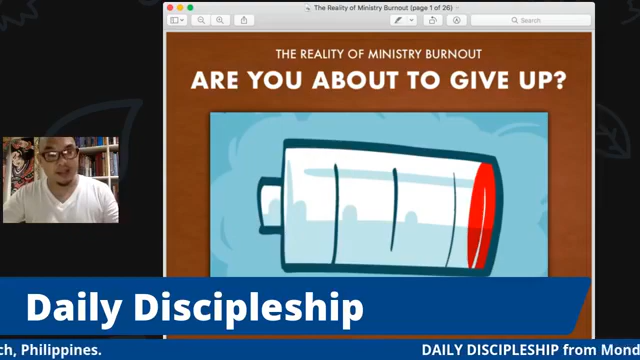 The Reality of Ministry Burnout (page 1 of 26)
Search
THE REALITY OF MINISTRY BURNOUT
ARE YOU ABOUT TO GIVE UP?
Daily Discipleship
ch, Philippines.
DAILY DISCIPLESHIP from Mond